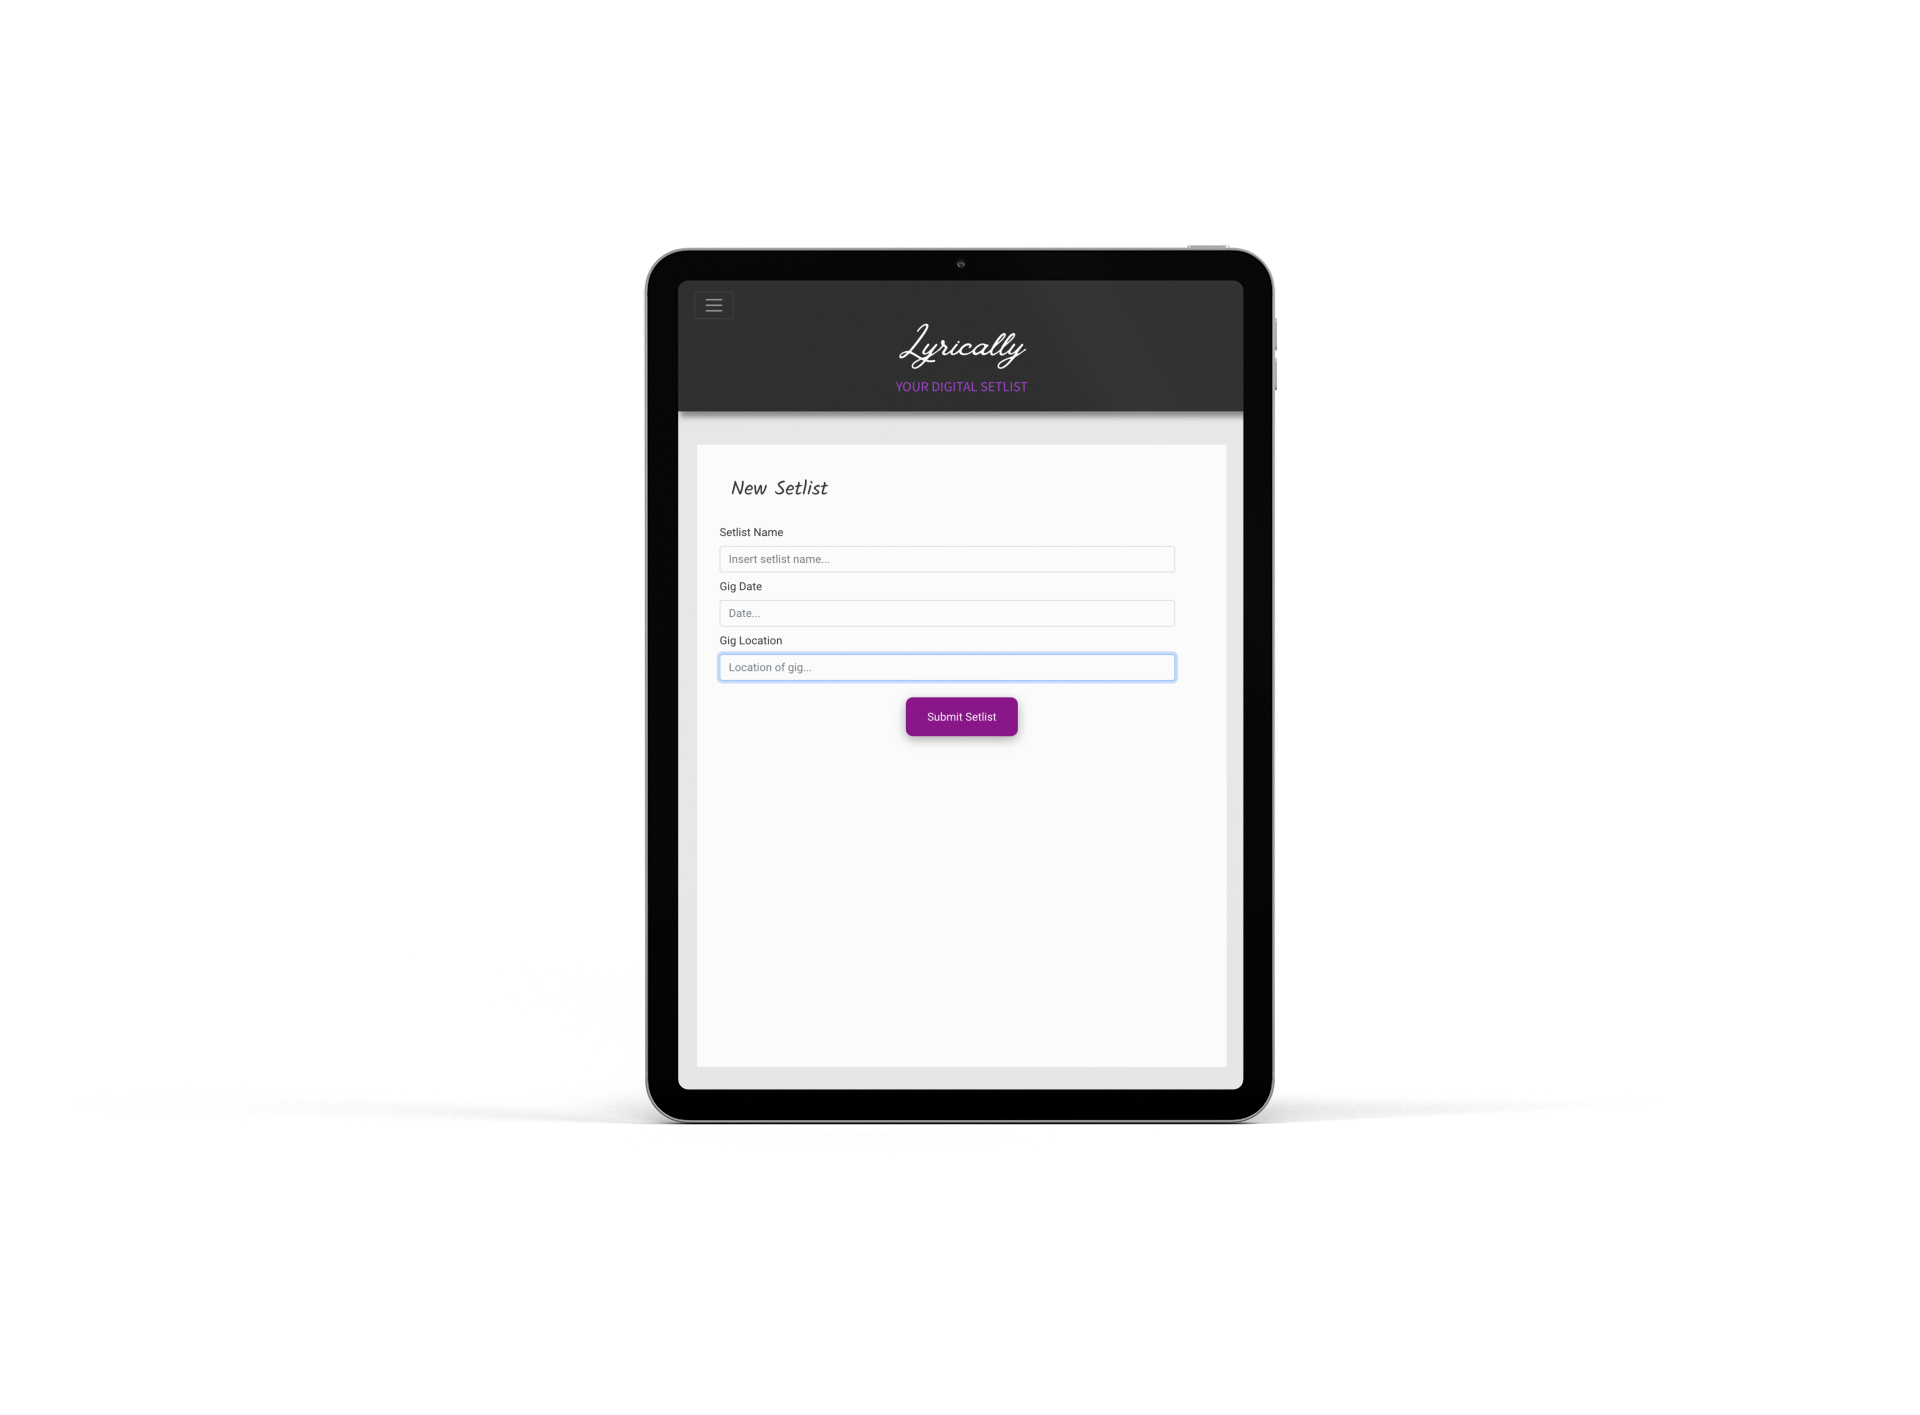 Lyrically
YOUR DIGITAL SETLIST
New Setlist
Setlist Name
Insert setlist name...
Gig Date
Date...
Gig Location
Location of gig...
Submit Setlist